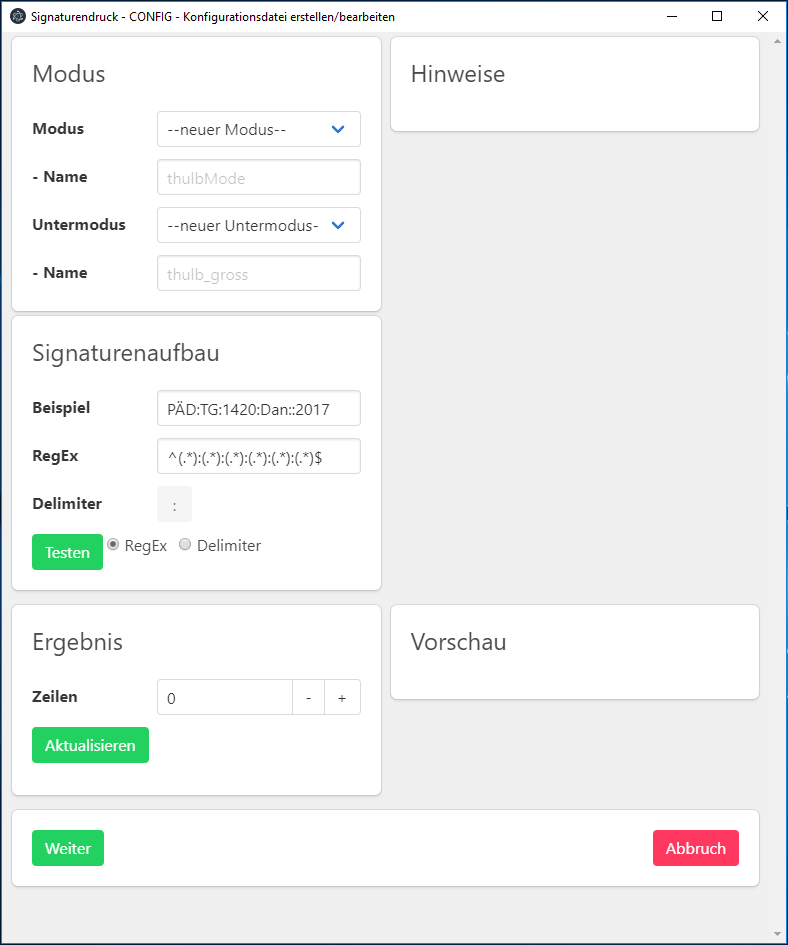 Signaturendruck - CONFIG - Konfigurationsdatei erstellen/bearbeiten
Modus
Modus
--neuer Modus--
- Name
thulbMode
Untermodus
--neuer Untermodus-
- Name
thulb_gross
Hinweise
Signaturenaufbau
Beispiel
PÄD:TG:1420:Dan::2017
RegEx
^(.*):(.*):(.*):(.*):(.*):(.*)$
Delimiter
:
Testen
RegEx
Delimiter
Ergebnis
Zeilen
0
-
+
Aktualisieren
Vorschau
Weiter
Abbruch